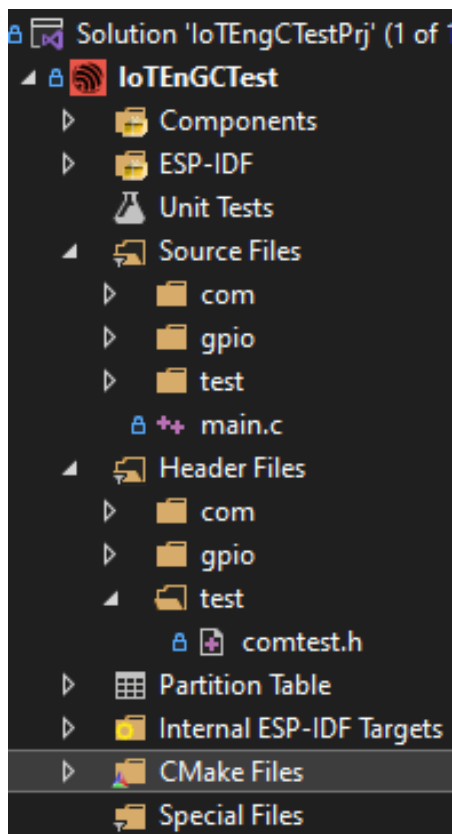 Solution 'IoTEngCTestPrj' (1 of 1
IoTEnGCTest
Components
ESP-IDF
Unit Tests
Source Files
com
gpio
test
main.c
Header Files
com
gpio
test
comtest.h
Partition Table
Internal ESP-IDF Targets
CMake Files
Special Files